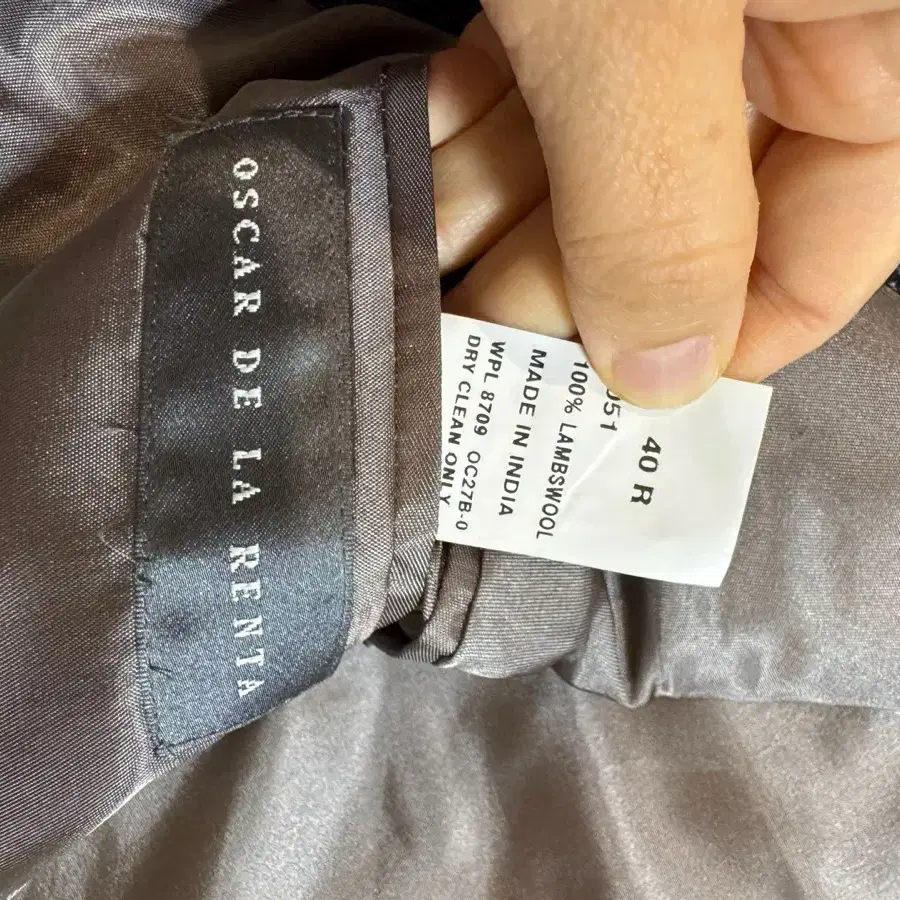 OSCAR DE LA RENTA
40 R
051
100% LAMBSWOOL
MADE IN INDIA
WPL 8709 OC27B-0
DRY CLEAN ONLY